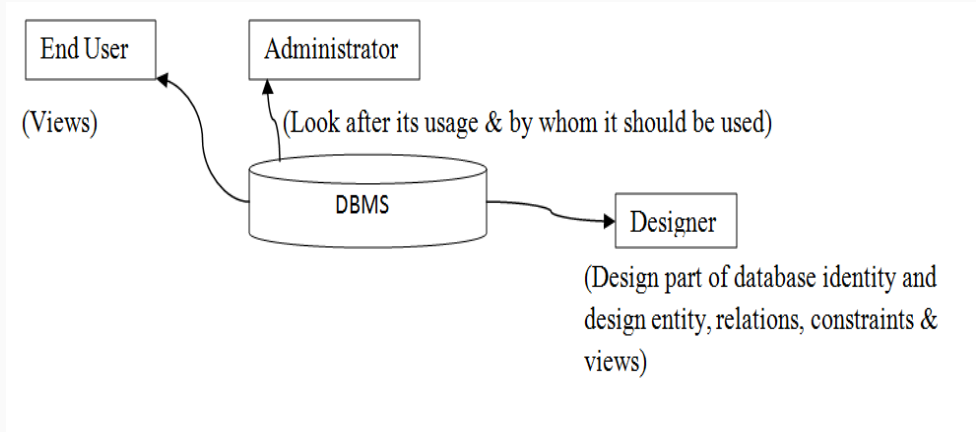 End User
Administrator
(Views)
(Look after its usage & by whom it should be used)
DBMS
Designer
(Design part of database identity and
design entity, relations, constraints &
views)